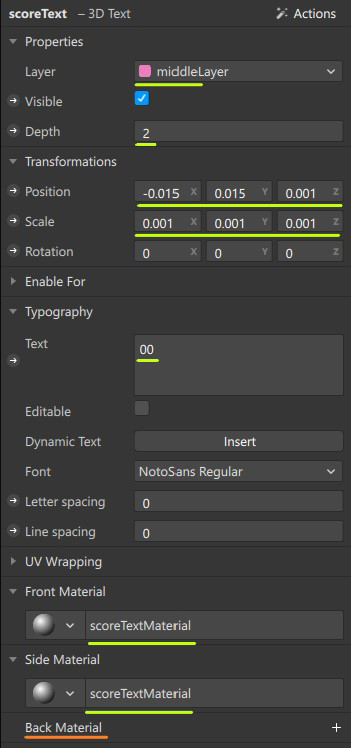 scoreText – 3D Text Actions
Properties
Layer middleLayer
Visible
Depth 2
Transformations
Position -0.015 X 0.015 Y 0.001 Z
Scale 0.001 X 0.001 Y 0.001 Z
Rotation 0 X 0 Y 0 Z
Enable For
Typography
Text 00
Editable
Dynamic Text Insert
Font NotoSans Regular
Letter spacing 0
Line spacing 0
UV Wrapping
Front Material
scoreTextMaterial
Side Material
scoreTextMaterial
Back Material +